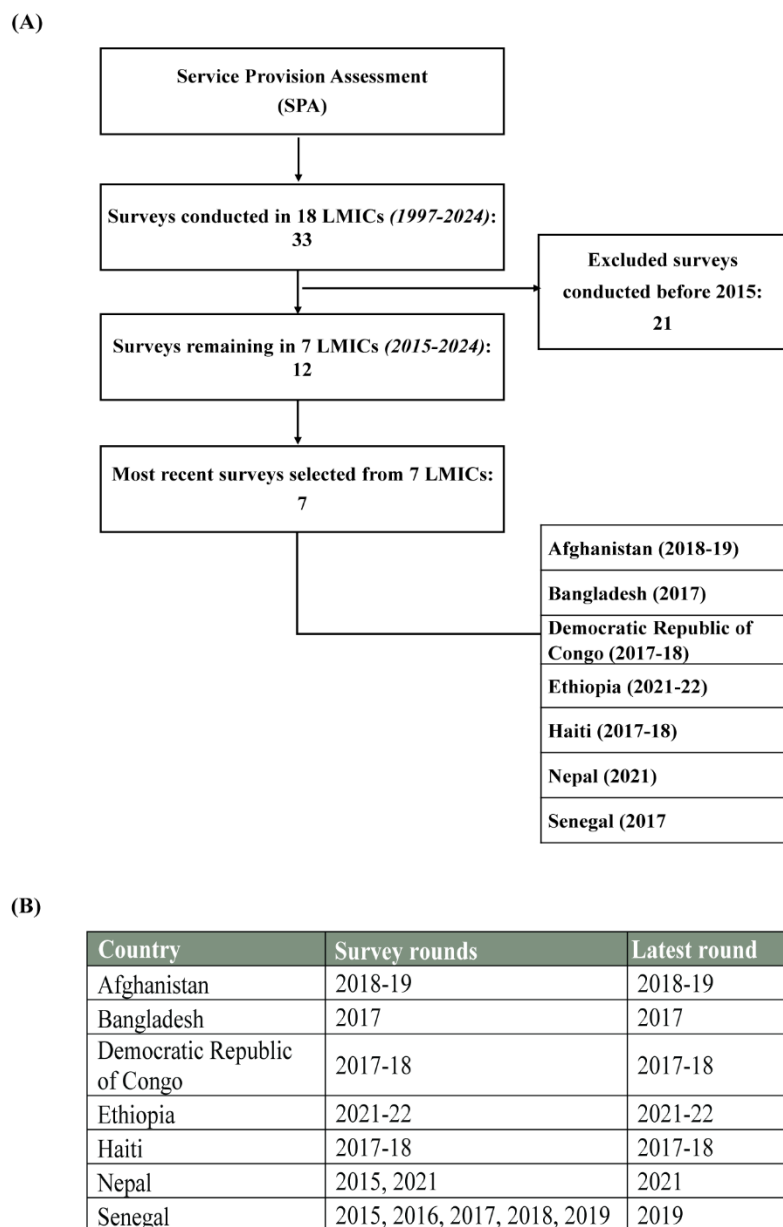 (A)
Service Provision Assessment
(SPA)
Surveys conducted in 18 LMICs (1997-2024):
33
Excluded surveys
conducted before 2015:
21
Surveys remaining in 7 LMICs (2015-2024):
12
Most recent surveys selected from 7 LMICs:
7
Afghanistan (2018-19)
Bangladesh (2017)
Democratic Republic of
Congo (2017-18)
Ethiopia (2021-22)
Haiti (2017-18)
Nepal (2021)
Senegal (2017
(B)
Country Survey rounds Latest round
Afghanistan 2018-19 2018-19
Bangladesh 2017 2017
Democratic Republic
of Congo 2017-18 2017-18
Ethiopia 2021-22 2021-22
Haiti 2017-18 2017-18
Nepal 2015, 2021 2021
Senegal 2015, 2016, 2017, 2018, 2019 2019